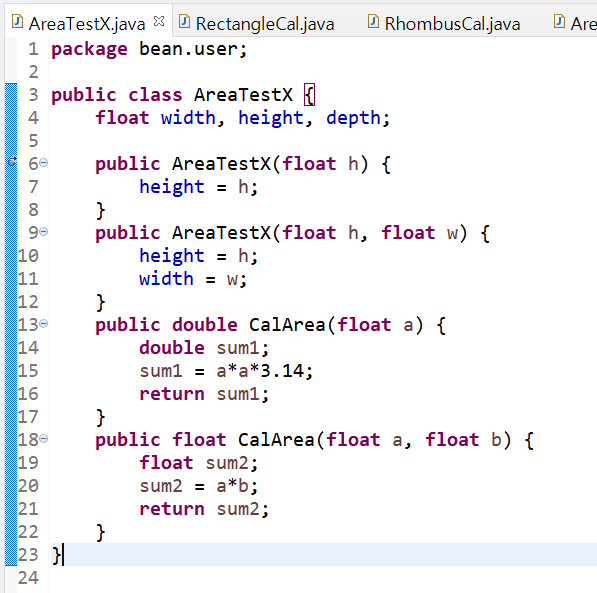 AreaTestX.java RectangleCal.java RhombusCal.java Are
1 package bean.user;
2
3 public class AreaTestX {
4     float width, height, depth;
5
6     public AreaTestX(float h) {
7         height = h;
8     }
9     public AreaTestX(float h, float w) {
10         height = h;
11         width = w;
12     }
13     public double CalArea(float a) {
14         double sum1;
15         sum1 = a*a*3.14;
16         return sum1;
17     }
18     public float CalArea(float a, float b) {
19         float sum2;
20         sum2 = a*b;
21         return sum2;
22     }
23 }
24